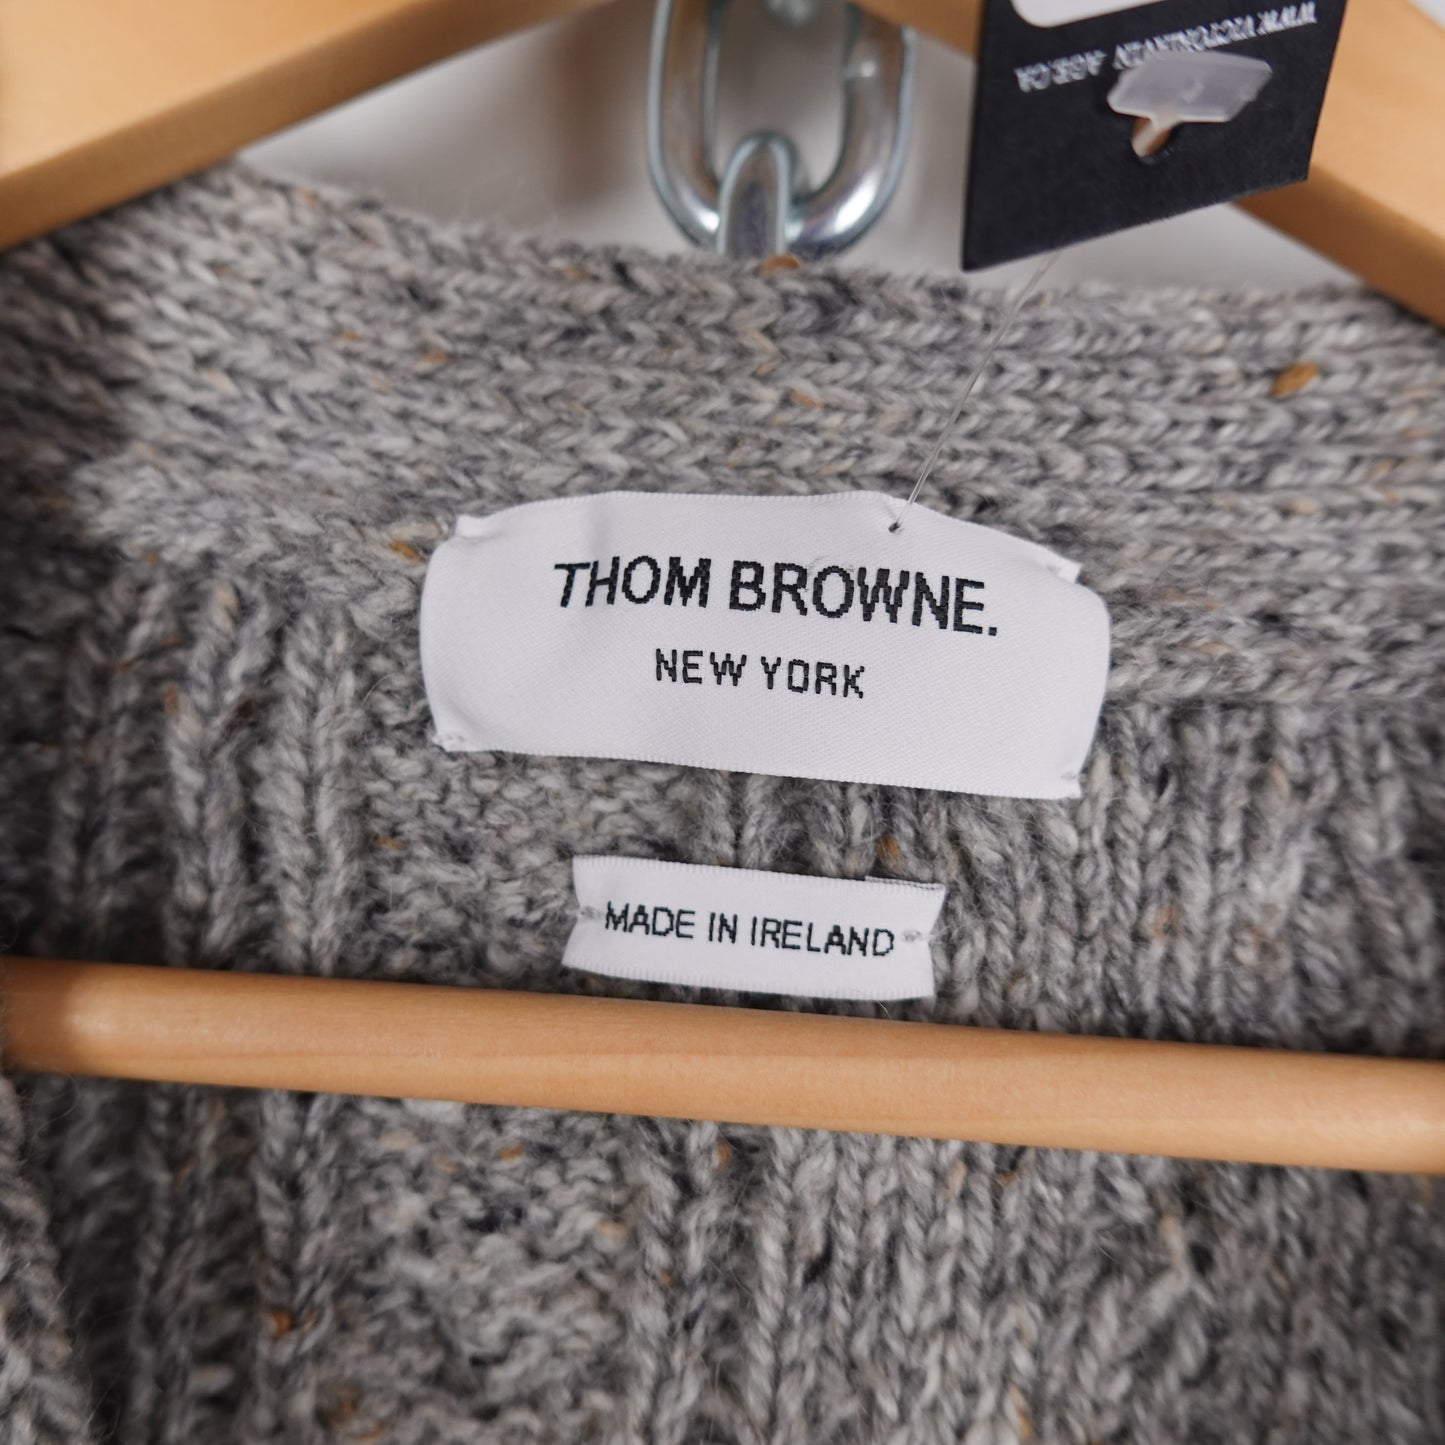 THOM BROWNE.
NEW YORK
MADE IN IRELAND